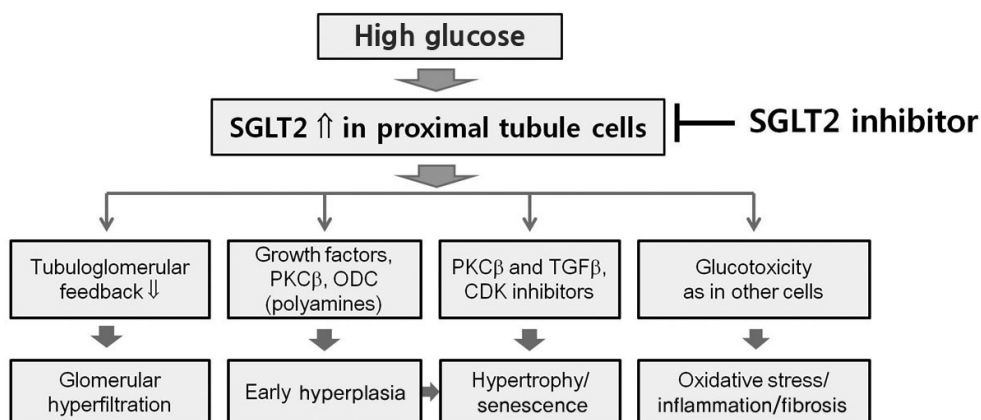 High glucose
SGLT2 ⇑ in proximal tubule cells
SGLT2 inhibitor
Tubuloglomerular
feedback ⇓
Growth factors,
PKCβ, ODC
(polyamines)
PKCβ and TGFβ,
CDK inhibitors
Glucotoxicity
as in other cells
Glomerular
hyperfiltration
Early hyperplasia
Hypertrophy/
senescence
Oxidative stress/
inflammation/fibrosis